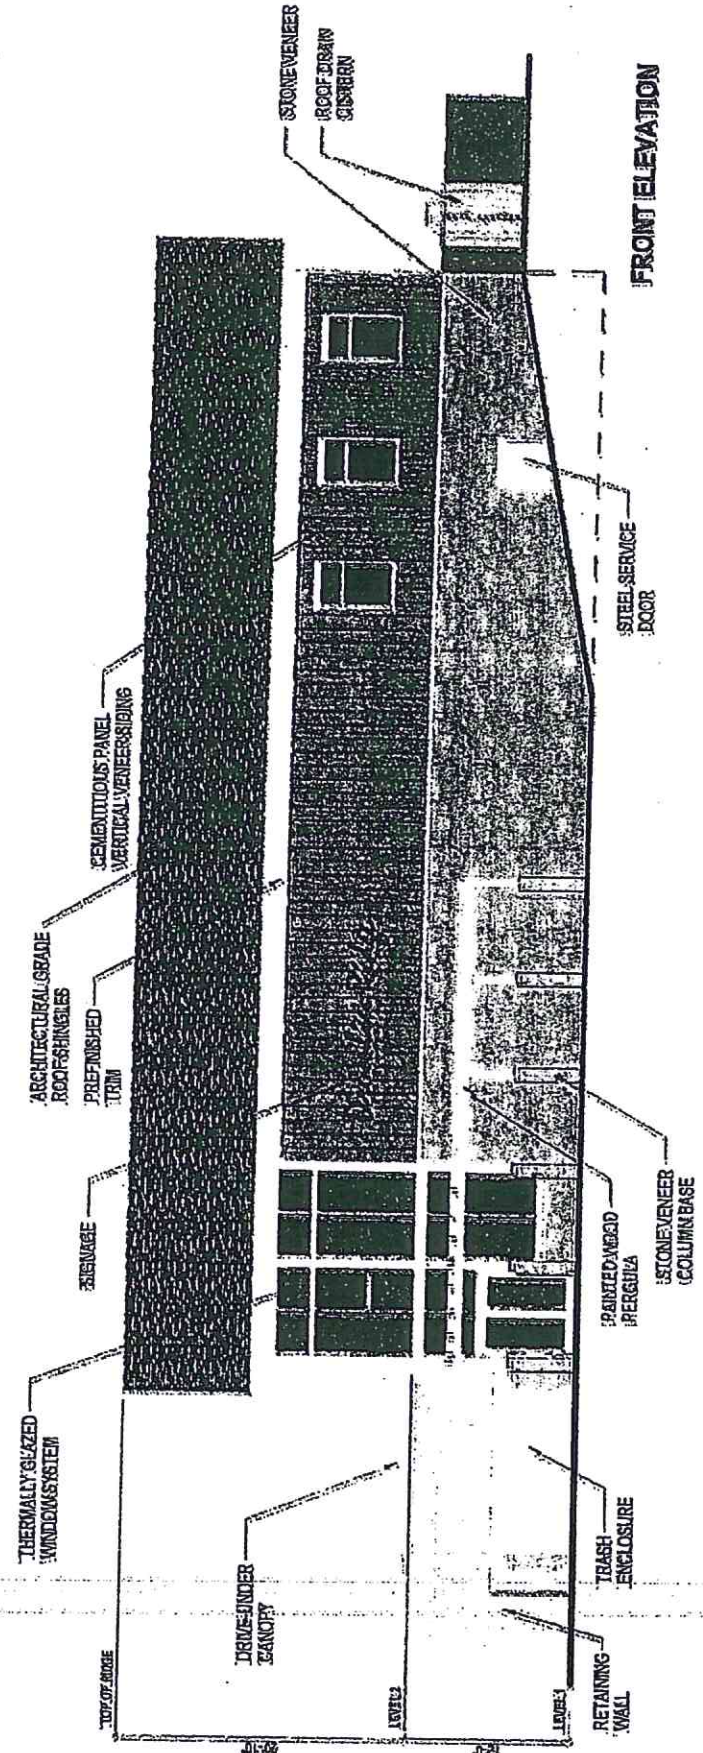 THERMALLY GLAZED
WINDOW SYSTEM
SIGNAGE
ARCHITECTURAL GRADE
ROOF SHINGLES
PREFINISHED
TRIM
CEMENTITIOUS PANEL
VERTICAL VENEER SIDING
STONE VENEER
ROOF DRAIN
CISTERN
TOP OF RIDGE
DRIVE-UNDER
CANOPY
LEVEL 2
LEVEL 1
RETAINING
WALL
TRASH
ENCLOSURE
PAINTED WOOD
PERGULA
STONE VENEER
COLUMN BASE
STEEL SERVICE
DOOR
FRONT ELEVATION